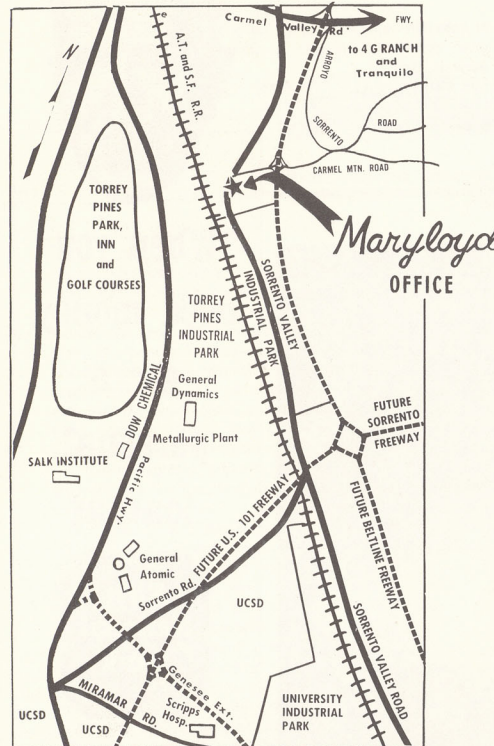 Carmel Valley Rd.
FWY.
to 4 G RANCH
and
Tranquilo
N
A.T. and S.F. R.R.
ARROYO
SORRENTO
ROAD
CARMEL MTN. ROAD
Maryloyd
OFFICE
TORREY
PINES
PARK,
INN
and
GOLF COURSES
SORRENTO VALLEY
INDUSTRIAL PARK
TORREY
PINES
INDUSTRIAL
PARK
General
Dynamics
Metallurgic Plant
DOW CHEMICAL
SALK INSTITUTE
Pacific Hwy.
FUTURE
SORRENTO
FREEWAY
FUTURE BELTLINE FREEWAY
FUTURE U.S. 101 FREEWAY
General
Atomic
Sorrento Rd.
UCSD
SORRENTO VALLEY ROAD
Genesee Ext.
MIRAMAR RD.
Scripps
Hosp.
UNIVERSITY
INDUSTRIAL
PARK
UCSD
UCSD